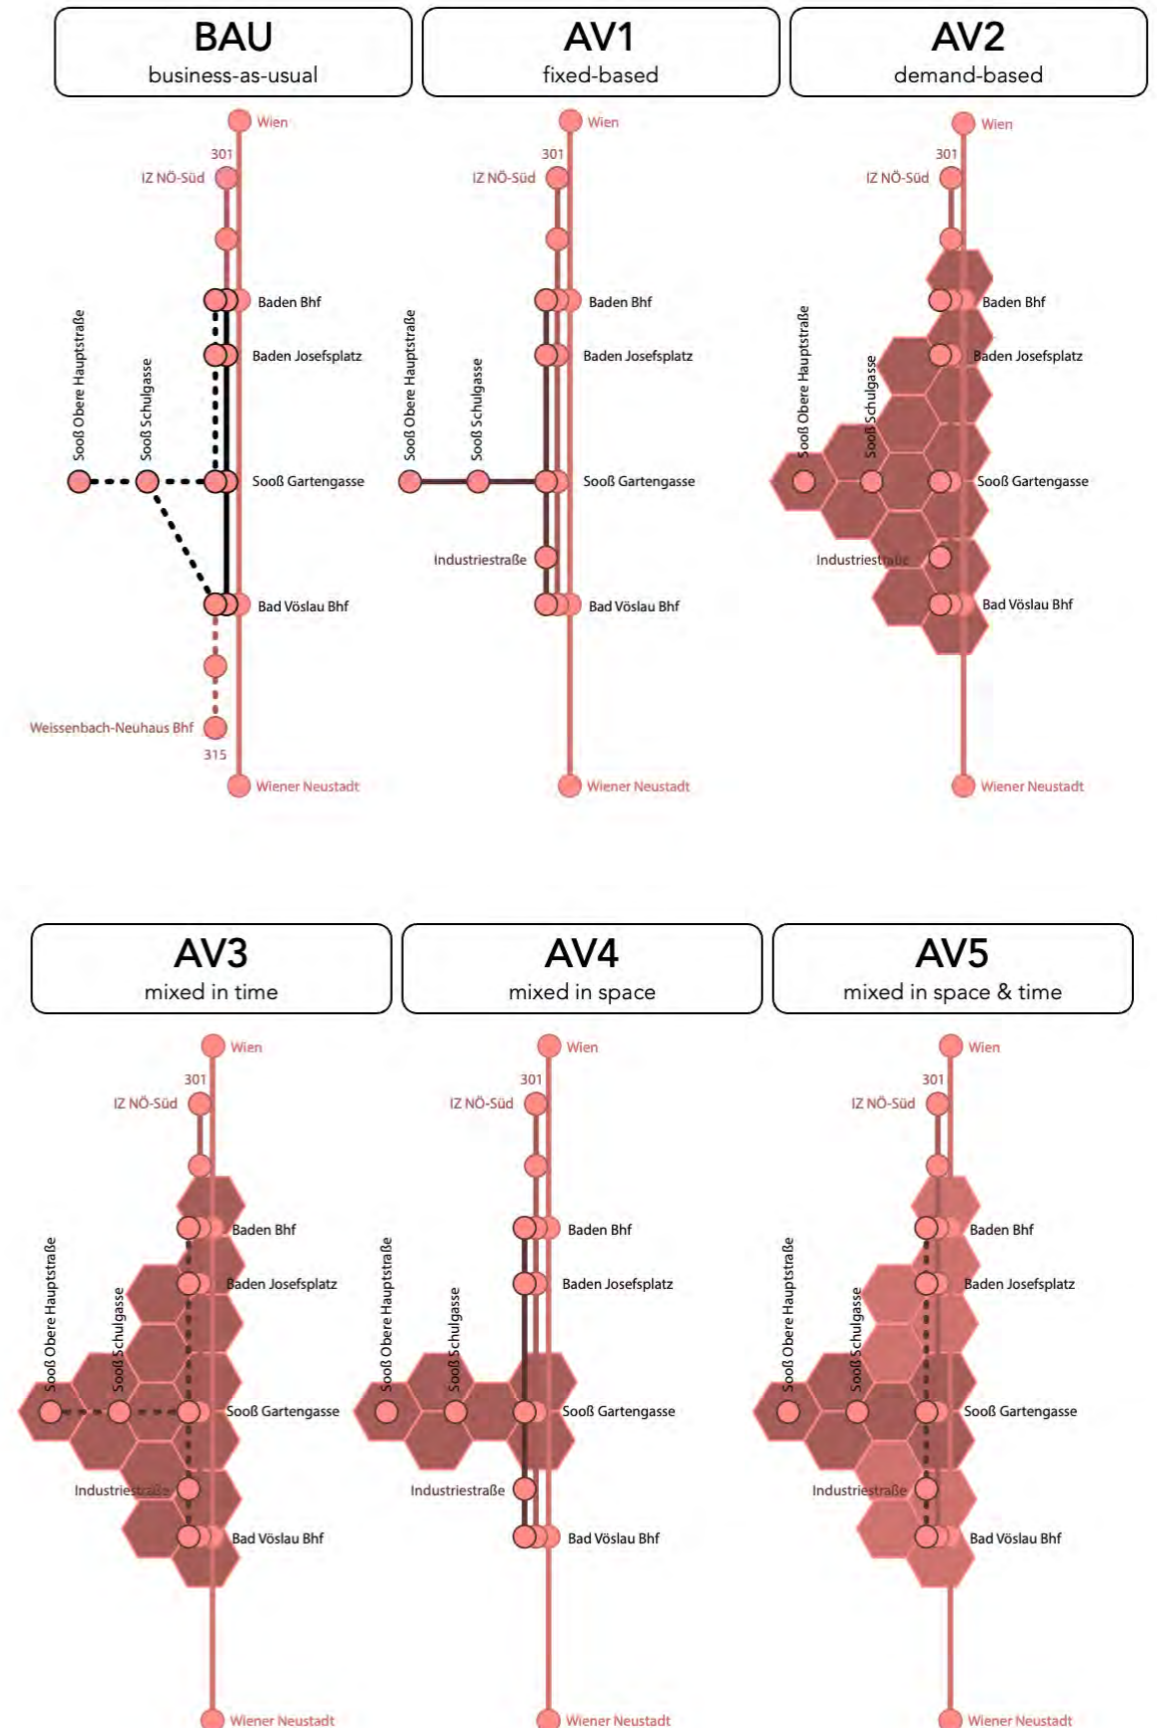 BAU
business-as-usual
Wien
301
IZ NÖ-Süd
Baden Bhf
Baden Josefsplatz
Sooß Obere Hauptstraße
Sooß Schulgasse
Sooß Gartengasse
Bad Vöslau Bhf
Weissenbach-Neuhaus Bhf
315
Wiener Neustadt
AV1
fixed-based
Wien
301
IZ NÖ-Süd
Baden Bhf
Baden Josefsplatz
Sooß Obere Hauptstraße
Sooß Schulgasse
Sooß Gartengasse
Industriestraße
Bad Vöslau Bhf
Wiener Neustadt
AV2
demand-based
Wien
301
IZ NÖ-Süd
Baden Bhf
Baden Josefsplatz
Sooß Obere Hauptstraße
Sooß Schulgasse
Sooß Gartengasse
Industriestraße
Bad Vöslau Bhf
Wiener Neustadt
AV3
mixed in time
Wien
301
IZ NÖ-Süd
Baden Bhf
Baden Josefsplatz
Sooß Obere Hauptstraße
Sooß Schulgasse
Sooß Gartengasse
Industriestraße
Bad Vöslau Bhf
Wiener Neustadt
AV4
mixed in space
Wien
301
IZ NÖ-Süd
Baden Bhf
Baden Josefsplatz
Sooß Obere Hauptstraße
Sooß Schulgasse
Sooß Gartengasse
Industriestraße
Bad Vöslau Bhf
Wiener Neustadt
AV5
mixed in space & time
Wien
301
IZ NÖ-Süd
Baden Bhf
Baden Josefsplatz
Sooß Obere Hauptstraße
Sooß Schulgasse
Sooß Gartengasse
Industriestraße
Bad Vöslau Bhf
Wiener Neustadt